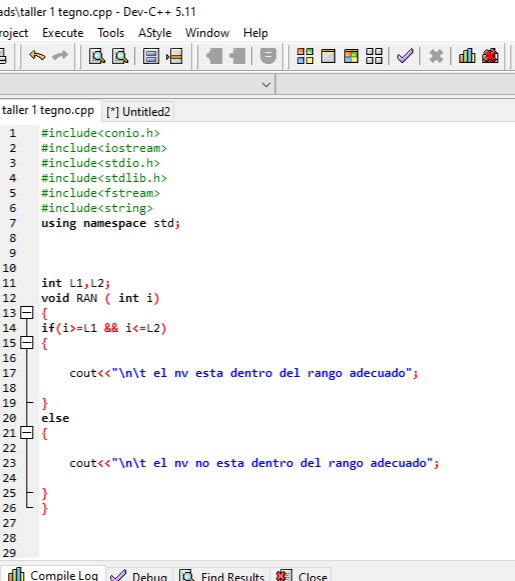 ads\taller 1 tegno.cpp - Dev-C++ 5.11
roject Execute Tools AStyle Window Help
taller 1 tegno.cpp [*] Untitled2
1 #include<conio.h>
2 #include<iostream>
3 #include<stdio.h>
4 #include<stdlib.h>
5 #include<fstream>
6 #include<string>
7 using namespace std;
8
9
10
11 int L1,L2;
12 void RAN ( int i)
13 {
14 if(i>=L1 && i<=L2)
15 {
16
17 cout<<"\n\t el nv esta dentro del rango adecuado";
18
19 }
20 else
21 {
22
23 cout<<"\n\t el nv no esta dentro del rango adecuado";
24
25 }
26 }
27
28
29
Compile Log Debug Find Results Close